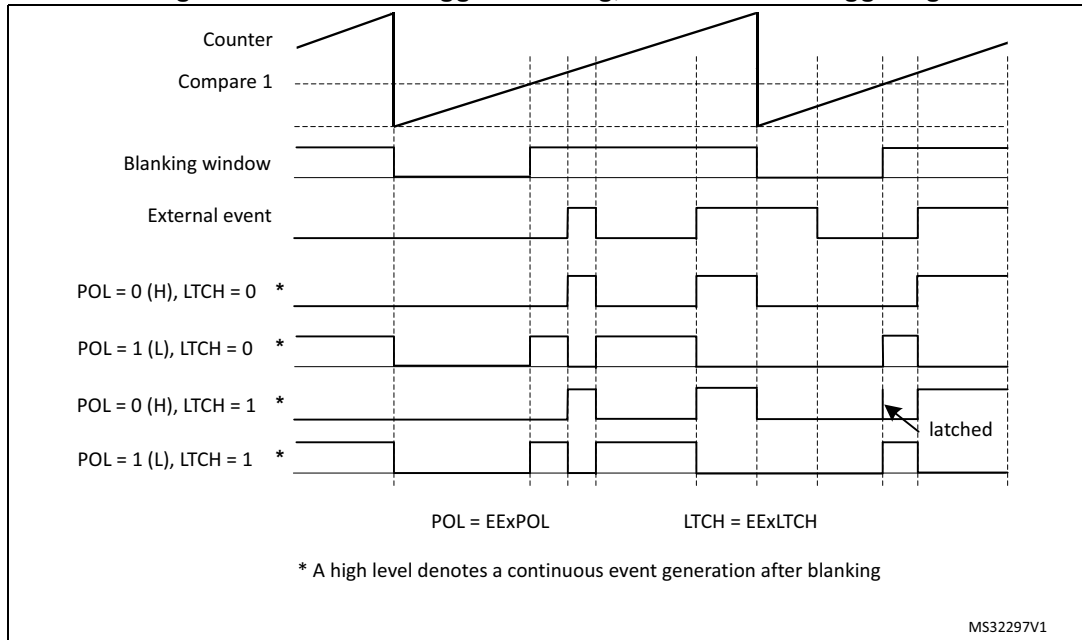 Counter
Compare 1
Blanking window
External event
POL = 0 (H), LTCH = 0 *
POL = 1 (L), LTCH = 0 *
POL = 0 (H), LTCH = 1 *
latched
POL = 1 (L), LTCH = 1 *
POL = EExPOL LTCH = EExLTCH
* A high level denotes a continuous event generation after blanking
MS32297V1